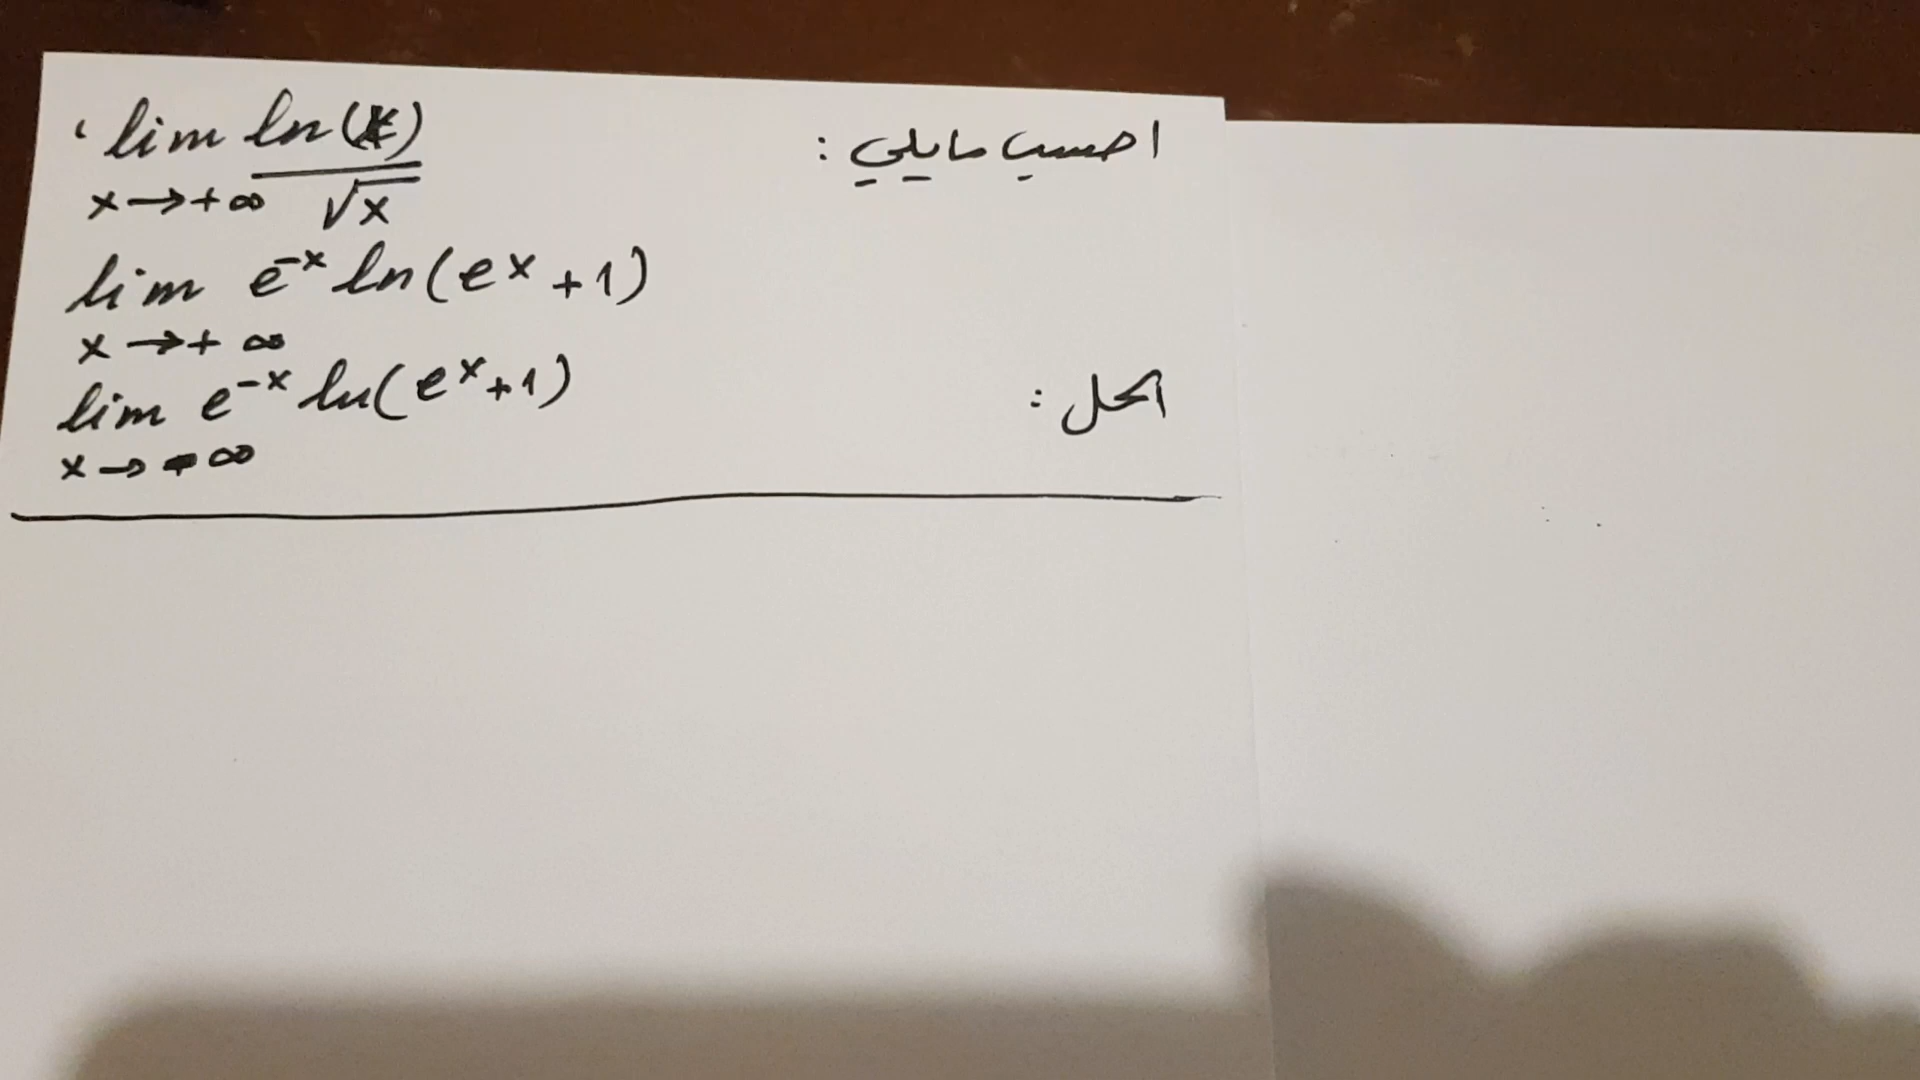 احسب مايلي :
، lim ln(x)
x→+∞ √x
lim e^-x ln(e^x +1)
x →+ ∞
lim e^-x ln(e^x+1)
الحل :
x → -∞